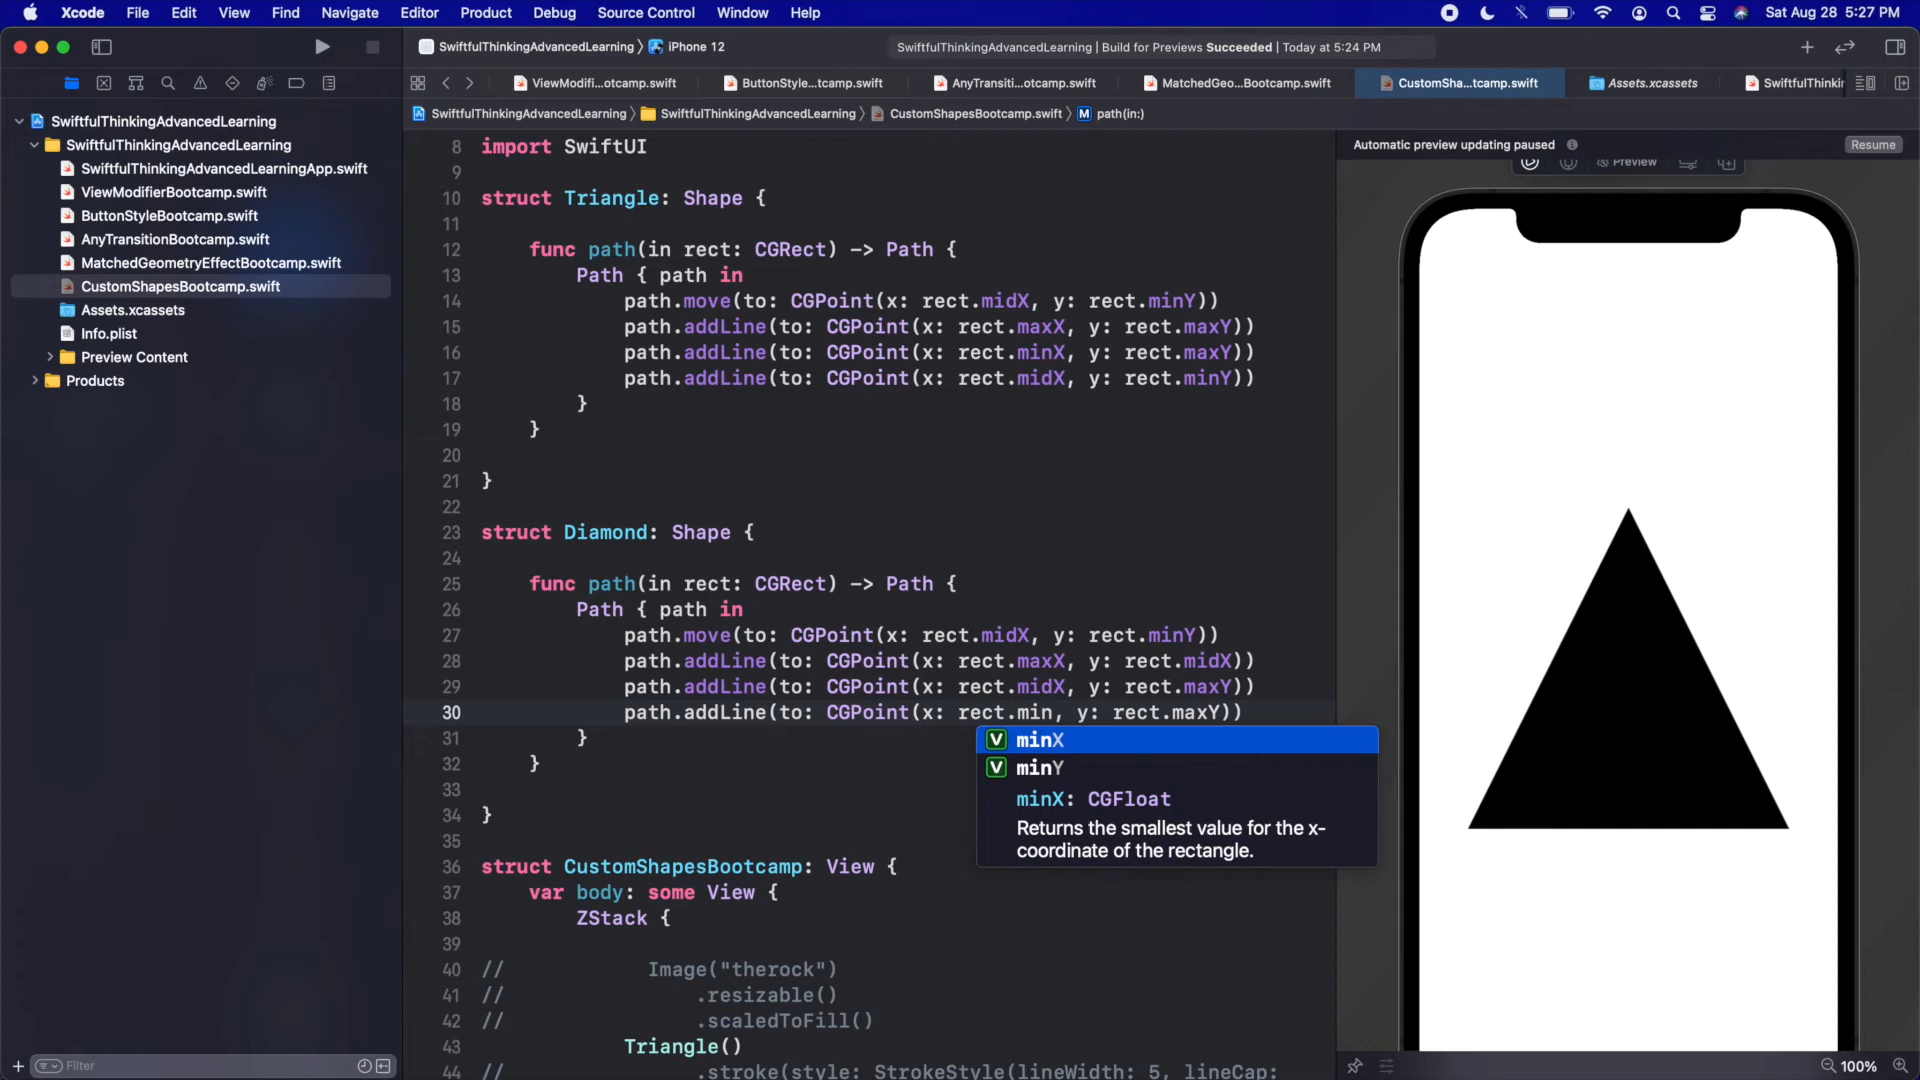 Xcode File Edit View Find Navigate Editor Product Debug Source Control Window Help Sat Aug 28 5:27 PM
SwiftfulThinkingAdvancedLearning 〉 iPhone 12
SwiftfulThinkingAdvancedLearning | Build for Previews Succeeded | Today at 5:24 PM
ViewModifi...otcamp.swift ButtonStyle...tcamp.swift AnyTransiti...otcamp.swift MatchedGeo...Bootcamp.swift CustomSha...tcamp.swift Assets.xcassets SwiftfulThinkir
SwiftfulThinkingAdvancedLearning 〉 SwiftfulThinkingAdvancedLearning 〉 CustomShapesBootcamp.swift 〉 M path(in:)
SwiftfulThinkingAdvancedLearning
SwiftfulThinkingAdvancedLearning
SwiftfulThinkingAdvancedLearningApp.swift
ViewModifierBootcamp.swift
ButtonStyleBootcamp.swift
AnyTransitionBootcamp.swift
MatchedGeometryEffectBootcamp.swift
CustomShapesBootcamp.swift
Assets.xcassets
Info.plist
Preview Content
Products
Filter
8 import SwiftUI
9
10 struct Triangle: Shape {
11
12 func path(in rect: CGRect) -> Path {
13 Path { path in
14 path.move(to: CGPoint(x: rect.midX, y: rect.minY))
15 path.addLine(to: CGPoint(x: rect.maxX, y: rect.maxY))
16 path.addLine(to: CGPoint(x: rect.minX, y: rect.maxY))
17 path.addLine(to: CGPoint(x: rect.midX, y: rect.minY))
18 }
19 }
20
21 }
22
23 struct Diamond: Shape {
24
25 func path(in rect: CGRect) -> Path {
26 Path { path in
27 path.move(to: CGPoint(x: rect.midX, y: rect.minY))
28 path.addLine(to: CGPoint(x: rect.maxX, y: rect.midX))
29 path.addLine(to: CGPoint(x: rect.midX, y: rect.maxY))
30 path.addLine(to: CGPoint(x: rect.min, y: rect.maxY))
31 }
32 }
33
34 }
35
36 struct CustomShapesBootcamp: View {
37 var body: some View {
38 ZStack {
39
40 // Image("therock")
41 // .resizable()
42 // .scaledToFill()
43 Triangle()
44 // .stroke(style: StrokeStyle(lineWidth: 5, lineCap:
V minX
V minY
minX: CGFloat
Returns the smallest value for the x-
coordinate of the rectangle.
Automatic preview updating paused
Resume
Preview
100%